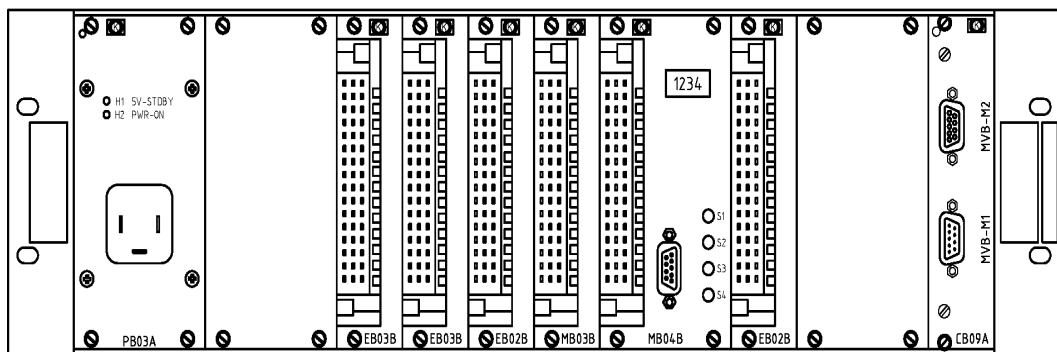 H1 5V-STDBY
H2 PWR-ON
1234
S1
S2
S3
S4
MVB-M2
MVB-M1
PB03A
EB03B
EB03B
EB02B
MB03B
MB04B
EB02B
CB09A